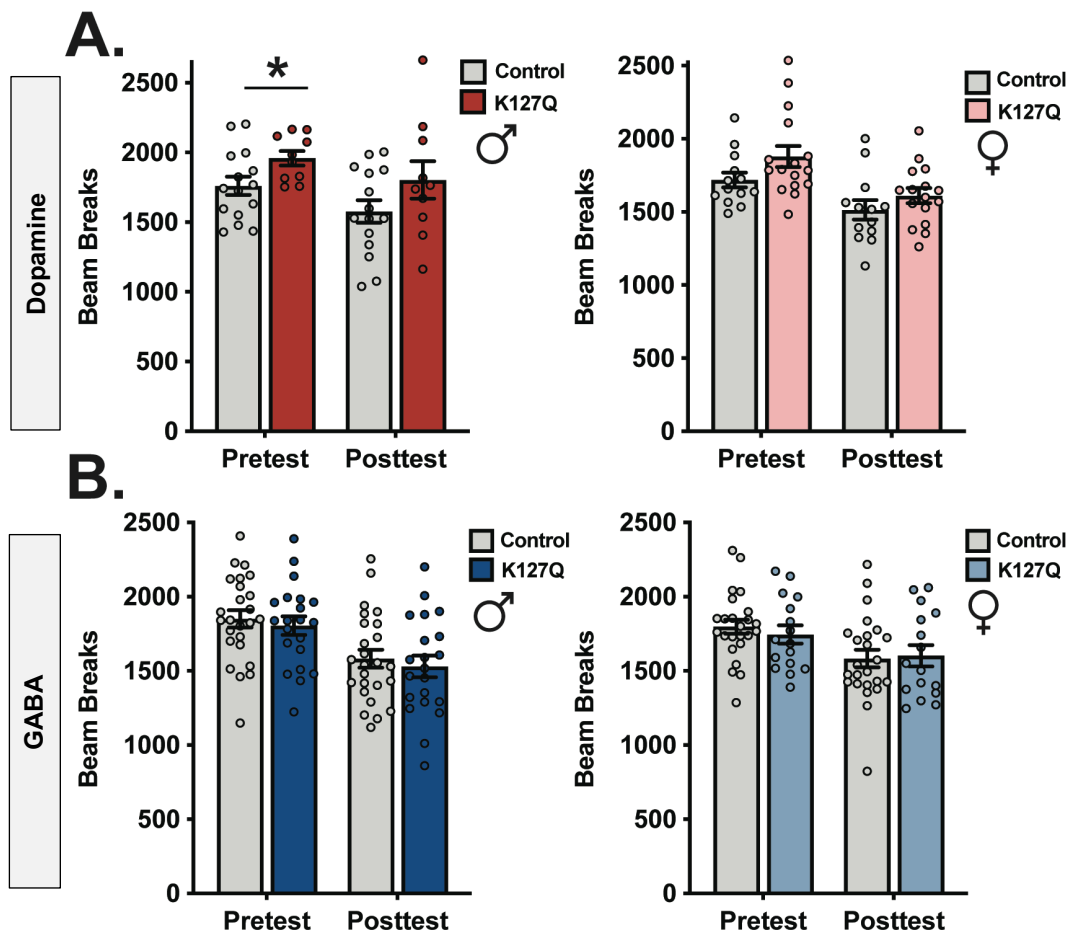 A.
Dopamine
Beam Breaks
2500
2000
1500
1000
500
0
*
Control
K127Q
♂
Pretest
Posttest
Beam Breaks
2500
2000
1500
1000
500
0
Control
K127Q
♀
Pretest
Posttest
B.
GABA
Beam Breaks
2500
2000
1500
1000
500
0
Control
K127Q
♂
Pretest
Posttest
Beam Breaks
2500
2000
1500
1000
500
0
Control
K127Q
♀
Pretest
Posttest